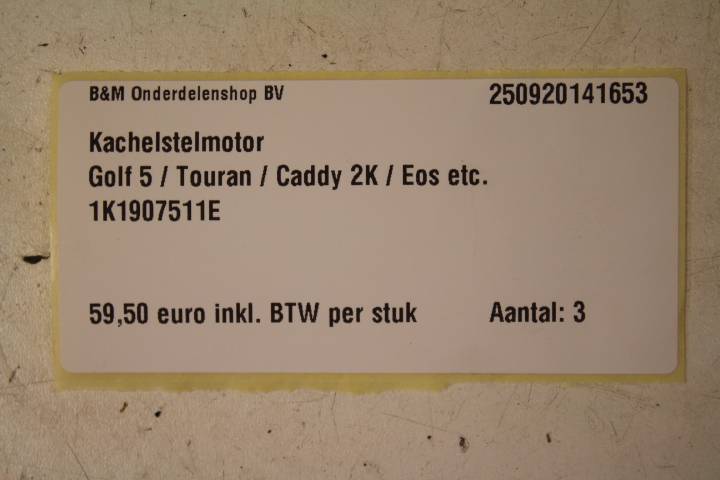 B&M Onderdelenshop BV 250920141653
Kachelstelmotor
Golf 5 / Touran / Caddy 2K / Eos etc.
1K1907511E
59,50 euro inkl. BTW per stuk Aantal: 3